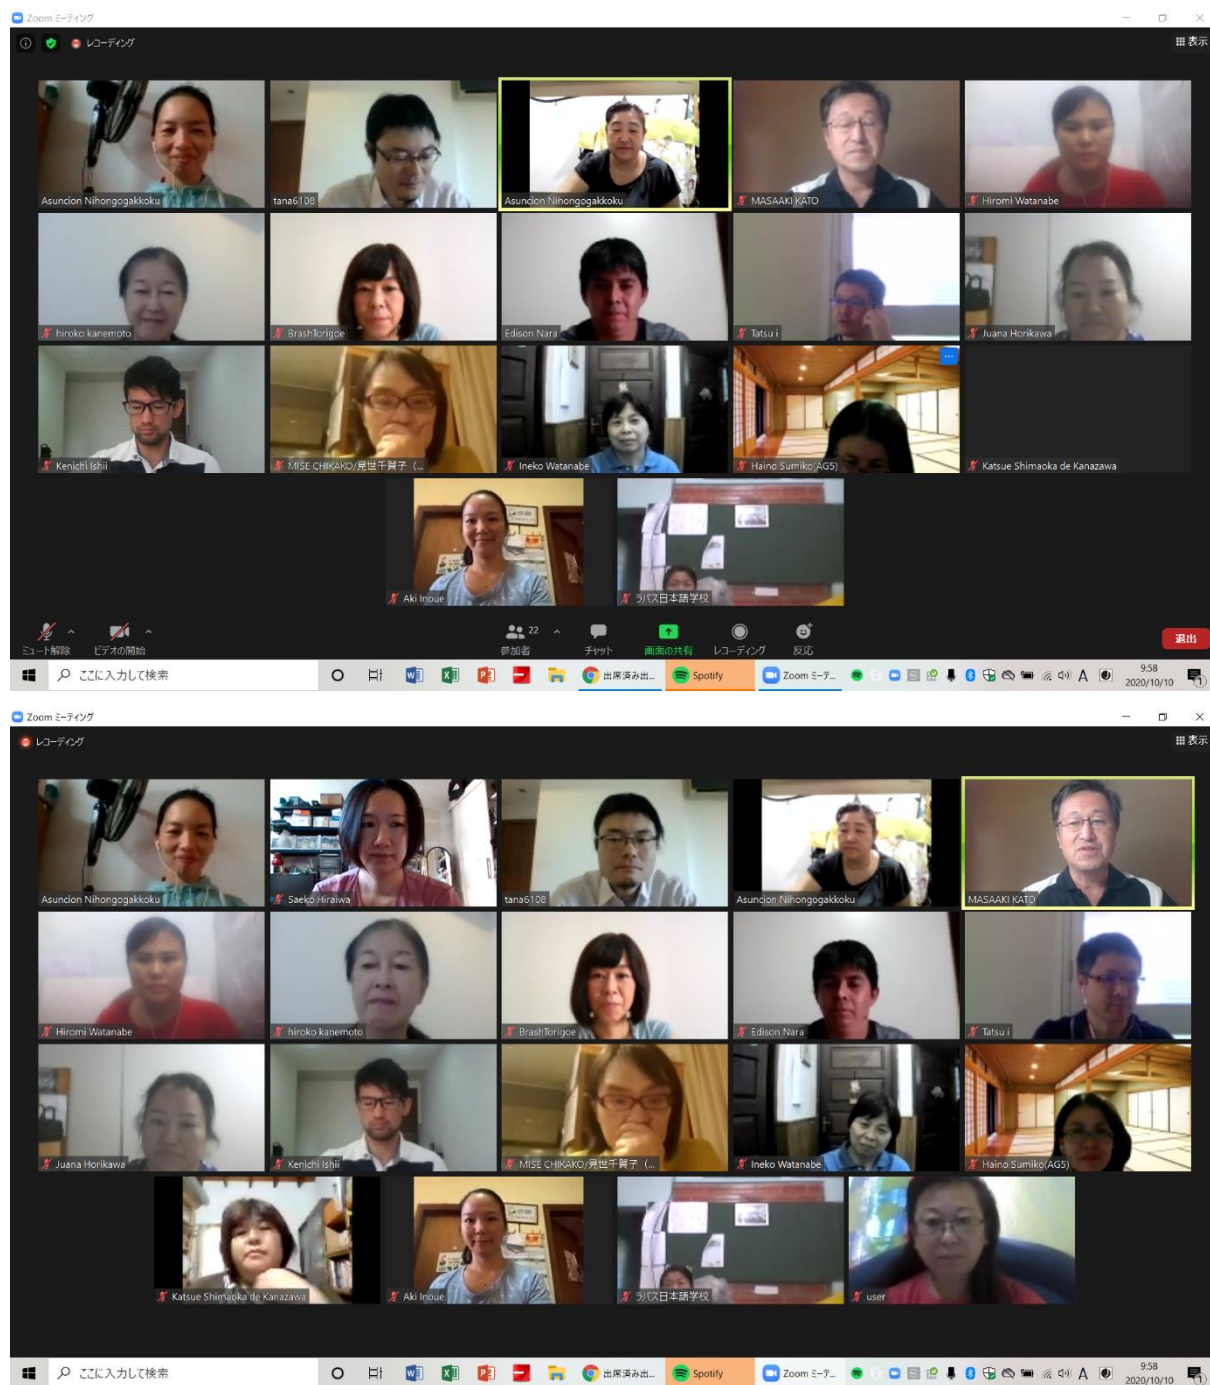 Zoom ミーティング
レコーディング
表示
Asuncion Nihongogakkoku
tana6108
Asuncion Nihongogakkoku
MASAAKI KATO
Hiromi Watanabe
hiroko kanemoto
BrashTorigoe
Edison Nara
Tatsu i
Juana Horikawa
Kenichi Ishii
MISE CHIKAKO/見世千賀子 (...
Ineko Watanabe
Haino Sumiko(AG5)
Katsue Shimaoka de Kanazawa
Aki Inoue
ラパス日本語学校
ミュート解除
ビデオの開始
22
参加者
チャット
画面の共有
レコーディング
反応
退出
ここに入力して検索
出席済み出...
Spotify
Zoom ミーテ...
A
9:58
2020/10/10
Zoom ミーティング
レコーディング
表示
Asuncion Nihongogakkoku
Saeko Hiraiwa
tana6108
Asuncion Nihongogakkoku
MASAAKI KATO
Hiromi Watanabe
hiroko kanemoto
BrashTorigoe
Edison Nara
Tatsu i
Juana Horikawa
Kenichi Ishii
MISE CHIKAKO/見世千賀子 (...
Ineko Watanabe
Haino Sumiko(AG5)
Katsue Shimaoka de Kanazawa
Aki Inoue
ラパス日本語学校
user
ここに入力して検索
出席済み出...
Spotify
Zoom ミーテ...
A
9:58
2020/10/10